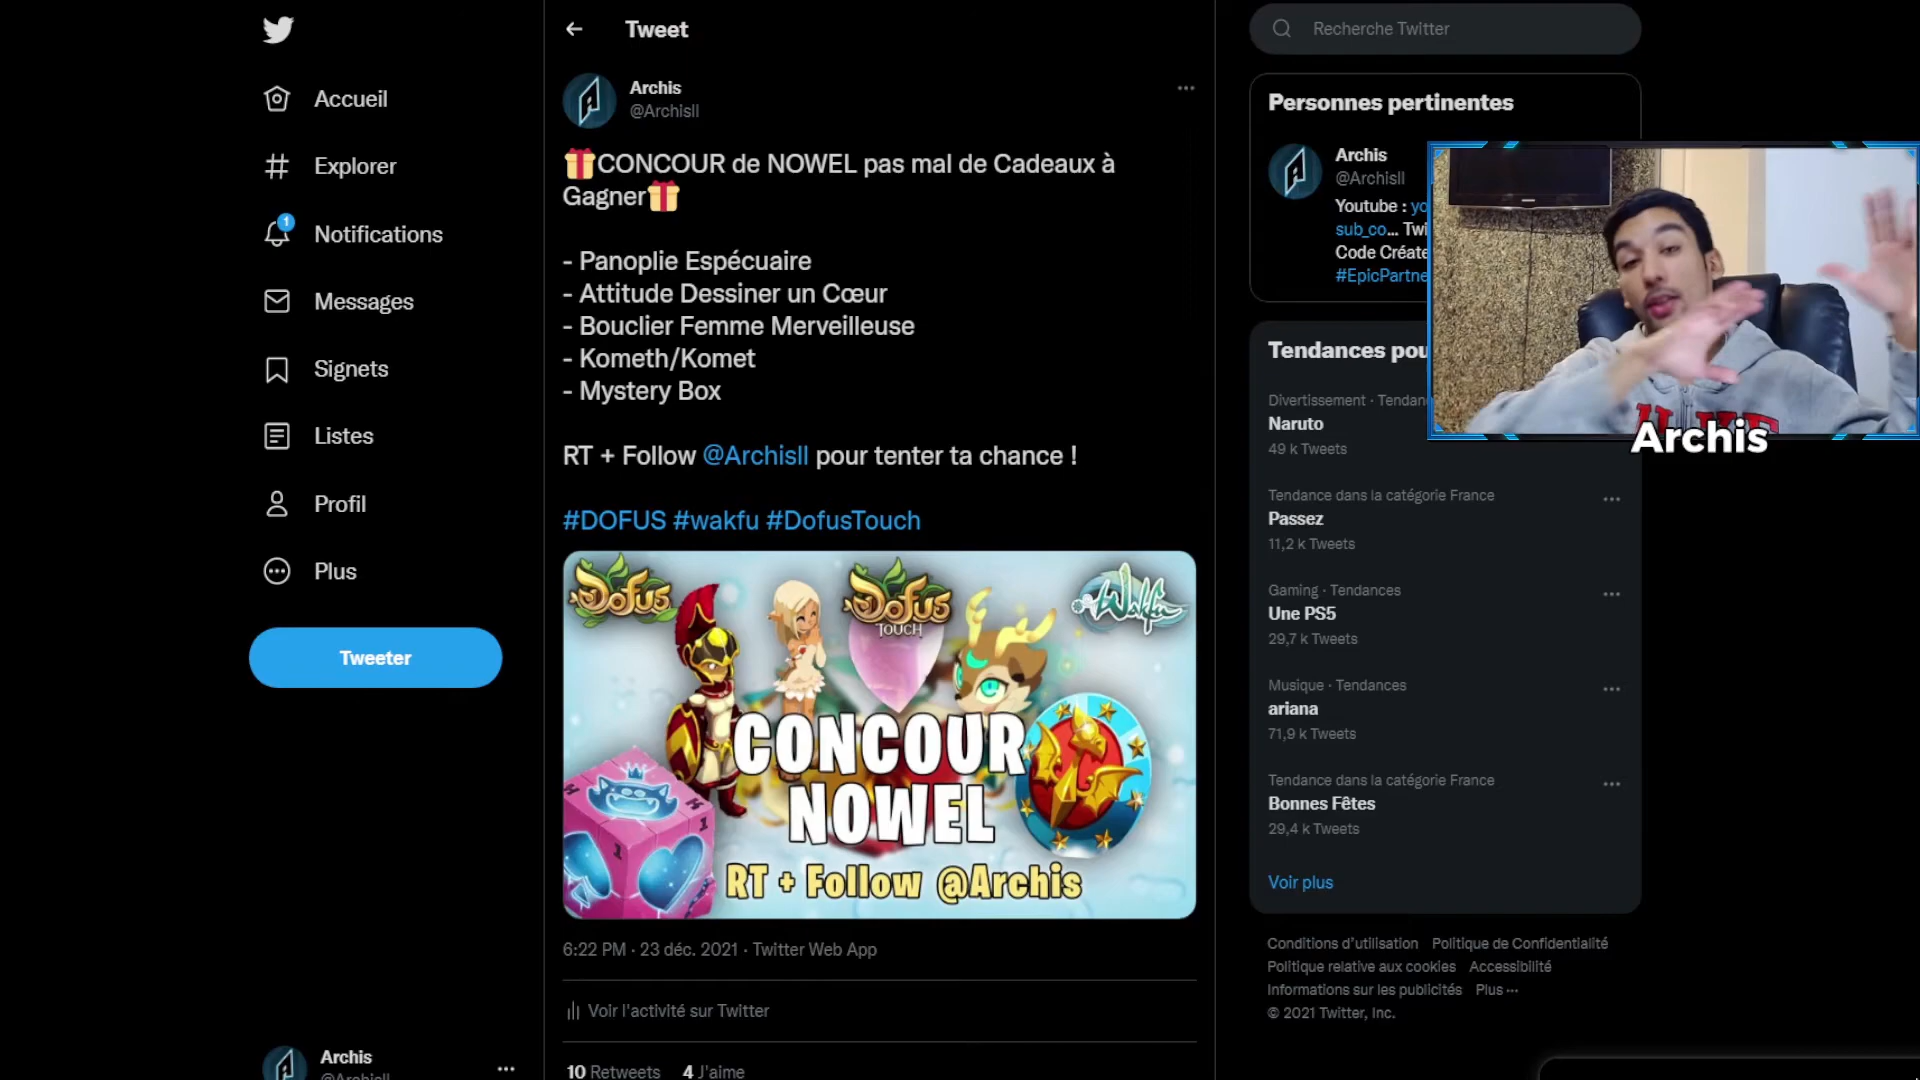 Accueil
Explorer
1
Notifications
Messages
Signets
Listes
Profil
Plus
Tweeter
Archis
Tweet
Archis
@Archisll
CONCOUR de NOWEL pas mal de Cadeaux à
Gagner
- Panoplie Espécuaire
- Attitude Dessiner un Cœur
- Bouclier Femme Merveilleuse
- Kometh/Komet
- Mystery Box
RT + Follow @Archisll pour tenter ta chance !
#DOFUS #wakfu #DofusTouch
DOFUS
DOFUS
TOUCH
Wakfu
CONCOUR
NOWEL
RT + Follow @Archis
6:22 PM · 23 déc. 2021 · Twitter Web App
Voir l'activité sur Twitter
10 Retweets 4 J'aime
Recherche Twitter
Personnes pertinentes
Archis
@Archisll
Youtube : yo
sub_co... Twi
Code Créate
#EpicPartne
Archis
Tendances pou
Divertissement · Tendan
Naruto
49 k Tweets
Tendance dans la catégorie France
Passez
11,2 k Tweets
Gaming · Tendances
Une PS5
29,7 k Tweets
Musique · Tendances
ariana
71,9 k Tweets
Tendance dans la catégorie France
Bonnes Fêtes
29,4 k Tweets
Voir plus
Conditions d'utilisation Politique de Confidentialité
Politique relative aux cookies Accessibilité
Informations sur les publicités Plus ···
© 2021 Twitter, Inc.